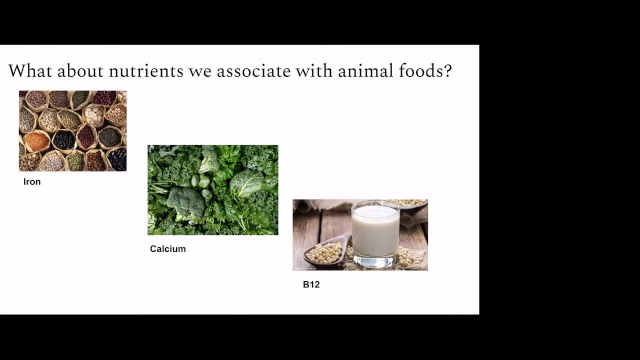 What about nutrients we associate with animal foods?
Iron
Calcium
B12